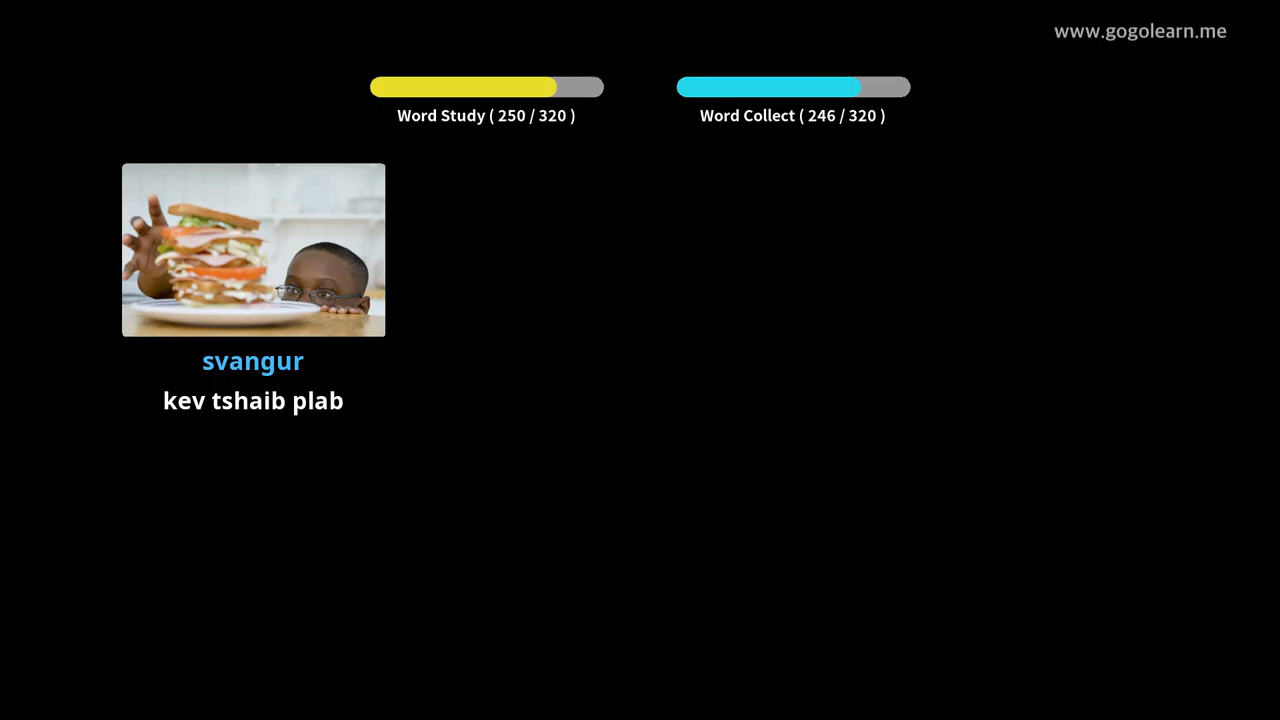 www.gogolearn.me
Word Study ( 250 / 320 )
Word Collect ( 246 / 320 )
svangur
kev tshaib plab